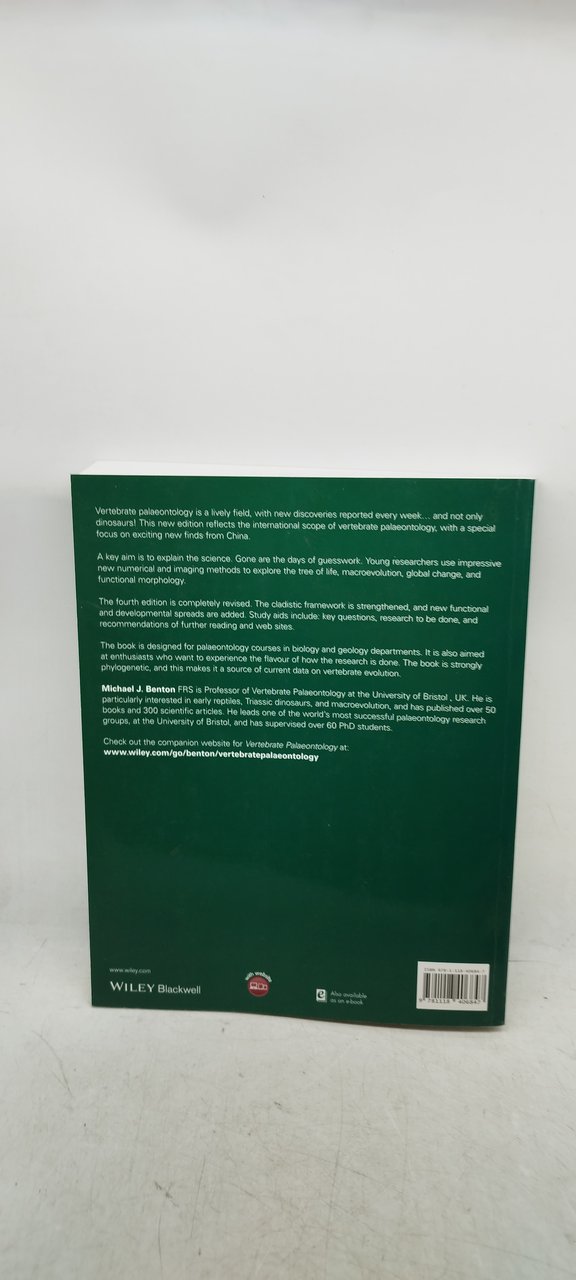 Vertebrate palaeontology is a lively field, with new discoveries reported every week... and not only
dinosaurs! This new edition reflects the international scope of vertebrate palaeontology, with a special
focus on exciting new finds from China.
A key aim is to explain the science. Gone are the days of guesswork. Young researchers use impressive
new numerical and imaging methods to explore the tree of life, macroevolution, global change, and
functional morphology.
The fourth edition is completely revised. The cladistic framework is strengthened, and new functional
and developmental spreads are added. Study aids include: key questions, research to be done, and
recommendations of further reading and web sites.
The book is designed for palaeontology courses in biology and geology departments. It is also aimed
at enthusiasts who want to experience the flavour of how the research is done. The book is strongly
phylogenetic, and this makes it a source of current data on vertebrate evolution.
Michael J. Benton FRS is Professor of Vertebrate Palaeontology at the University of Bristol , UK. He is
particularly interested in early reptiles, Triassic dinosaurs, and macroevolution, and has published over 50
books and 300 scientific articles. He leads one of the world's most successful palaeontology research
groups, at the University of Bristol, and has supervised over 60 PhD students.
Check out the companion website for Vertebrate Palaeontology at:
www.wiley.com/go/benton/vertebratepalaeontology
www.wiley.com
WILEY Blackwell
with website
Also available
as an e-book
ISBN 978-1-118-40684-7
9 781118 406847